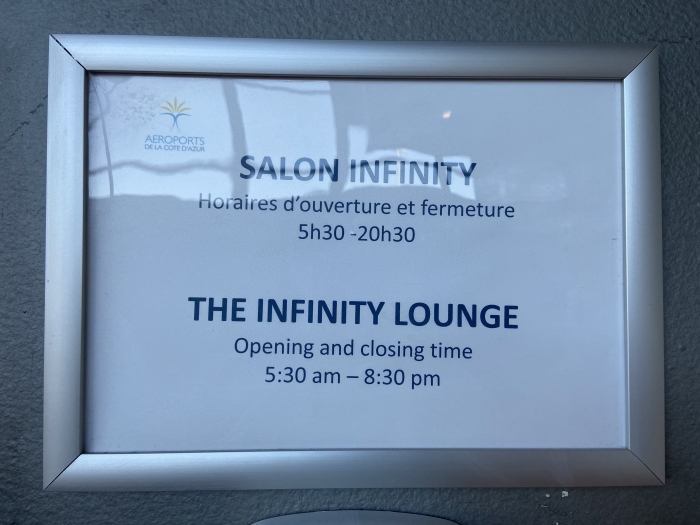 AEROPORTS
DE LA COTE D'AZUR
SALON INFINITY
Horaires d'ouverture et fermeture
5h30 -20h30
THE INFINITY LOUNGE
Opening and closing time
5:30 am – 8:30 pm